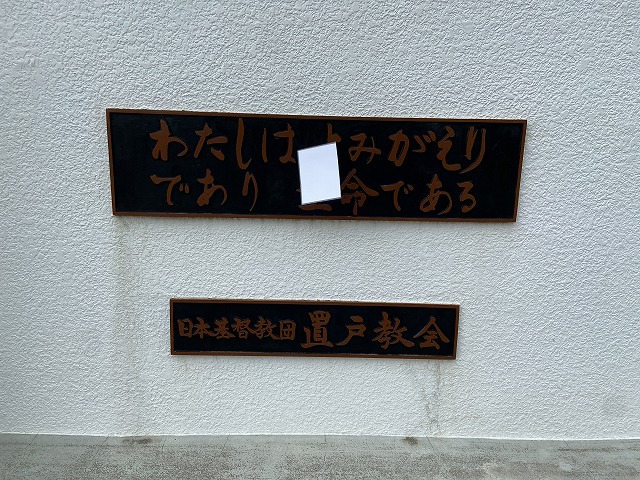 わたしは よみがえり
であり 命である
日本基督教団 置戸教会